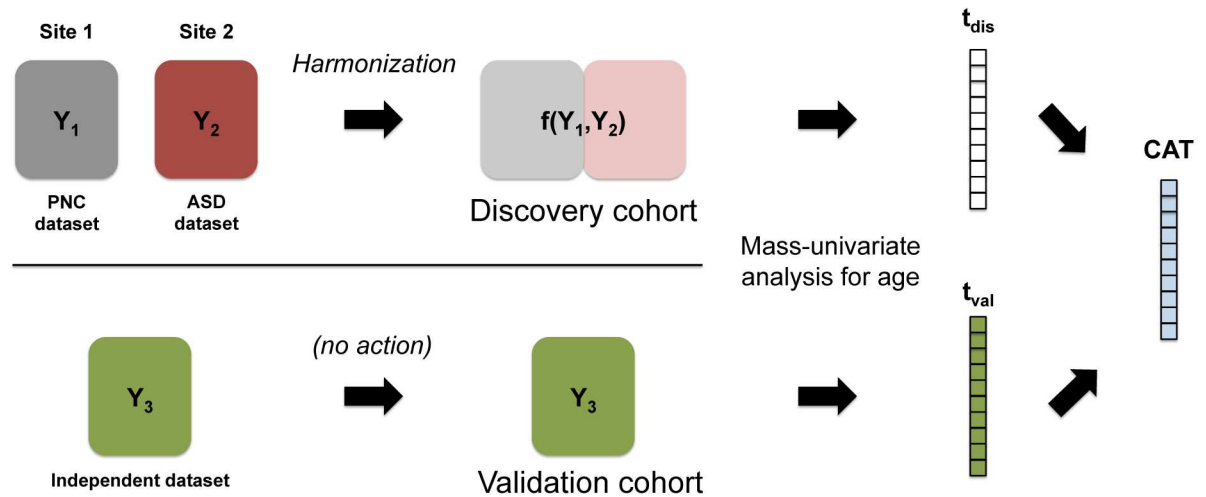 Site 1
Site 2
Harmonization
Y1
Y2
f(Y1,Y2)
PNC
dataset
ASD
dataset
Discovery cohort
tdis
CAT
Mass-univariate
analysis for age
tval
(no action)
Y3
Y3
Independent dataset
Validation cohort